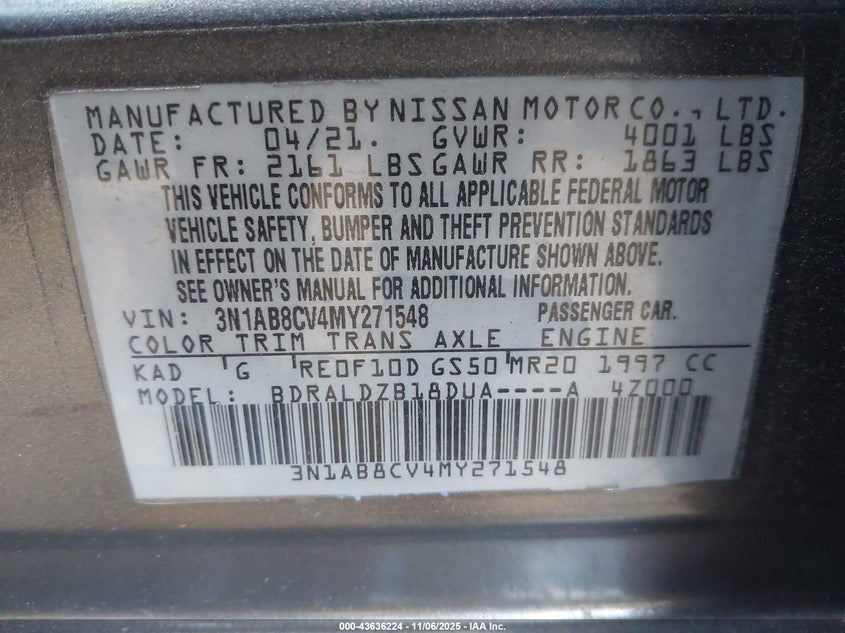 MANUFACTURED BY NISSAN MOTOR CO., LTD.
DATE: 04/21. GVWR: 4001 LBS
GAWR FR: 2161 LBS GAWR RR: 1863 LBS
THIS VEHICLE CONFORMS TO ALL APPLICABLE FEDERAL MOTOR
VEHICLE SAFETY, BUMPER AND THEFT PREVENTION STANDARDS
IN EFFECT ON THE DATE OF MANUFACTURE SHOWN ABOVE.
SEE OWNER'S MANUAL FOR ADDITIONAL INFORMATION.
VIN: 3N1AB8CV4MY271548 PASSENGER CAR.
COLOR TRIM TRANS AXLE ENGINE
KAD G RE0F10D GS50 MR20 1997 CC
MODEL: BDRALDZB18DUA----A 4Z000
3N1AB8CV4MY271548
000-43636224 - 11/06/2025 - IAA Inc.